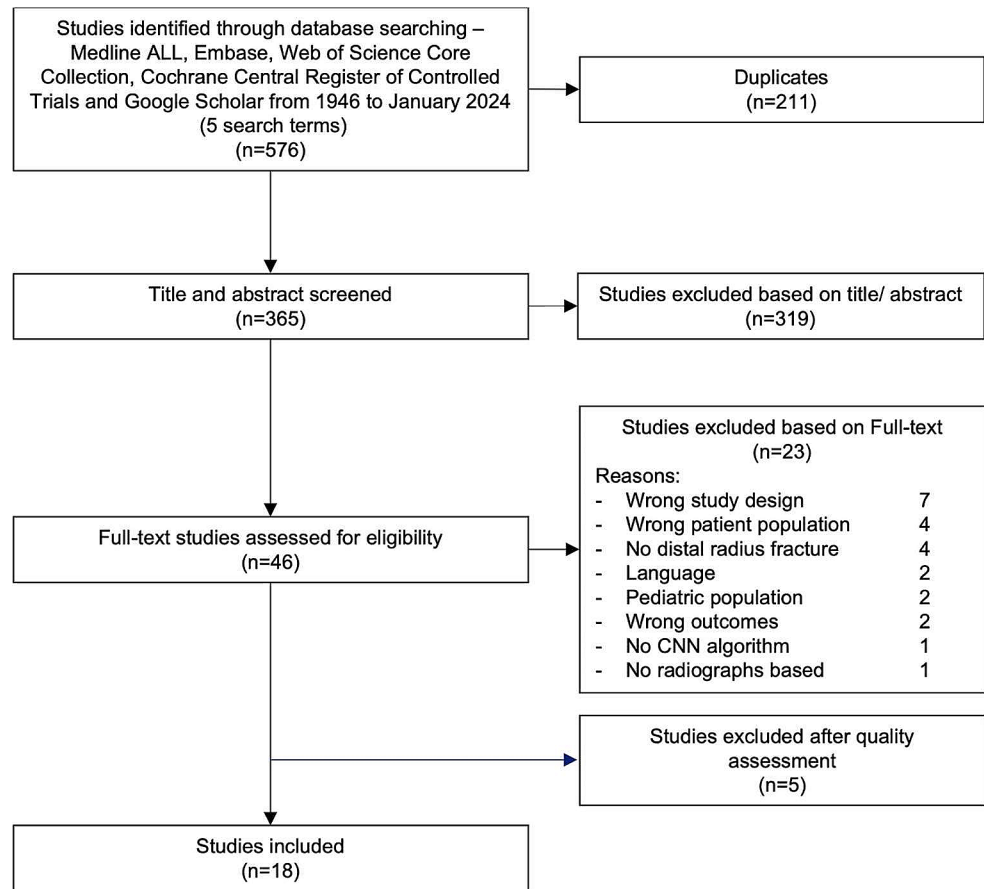 Studies identified through database searching –
Medline ALL, Embase, Web of Science Core
Collection, Cochrane Central Register of Controlled
Trials and Google Scholar from 1946 to January 2024
(5 search terms)
(n=576)
Duplicates
(n=211)
Title and abstract screened
(n=365)
Studies excluded based on title/ abstract
(n=319)
Full-text studies assessed for eligibility
(n=46)
Studies excluded based on Full-text
(n=23)
Reasons:
- Wrong study design 7
- Wrong patient population 4
- No distal radius fracture 4
- Language 2
- Pediatric population 2
- Wrong outcomes 2
- No CNN algorithm 1
- No radiographs based 1
Studies excluded after quality
assessment
(n=5)
Studies included
(n=18)